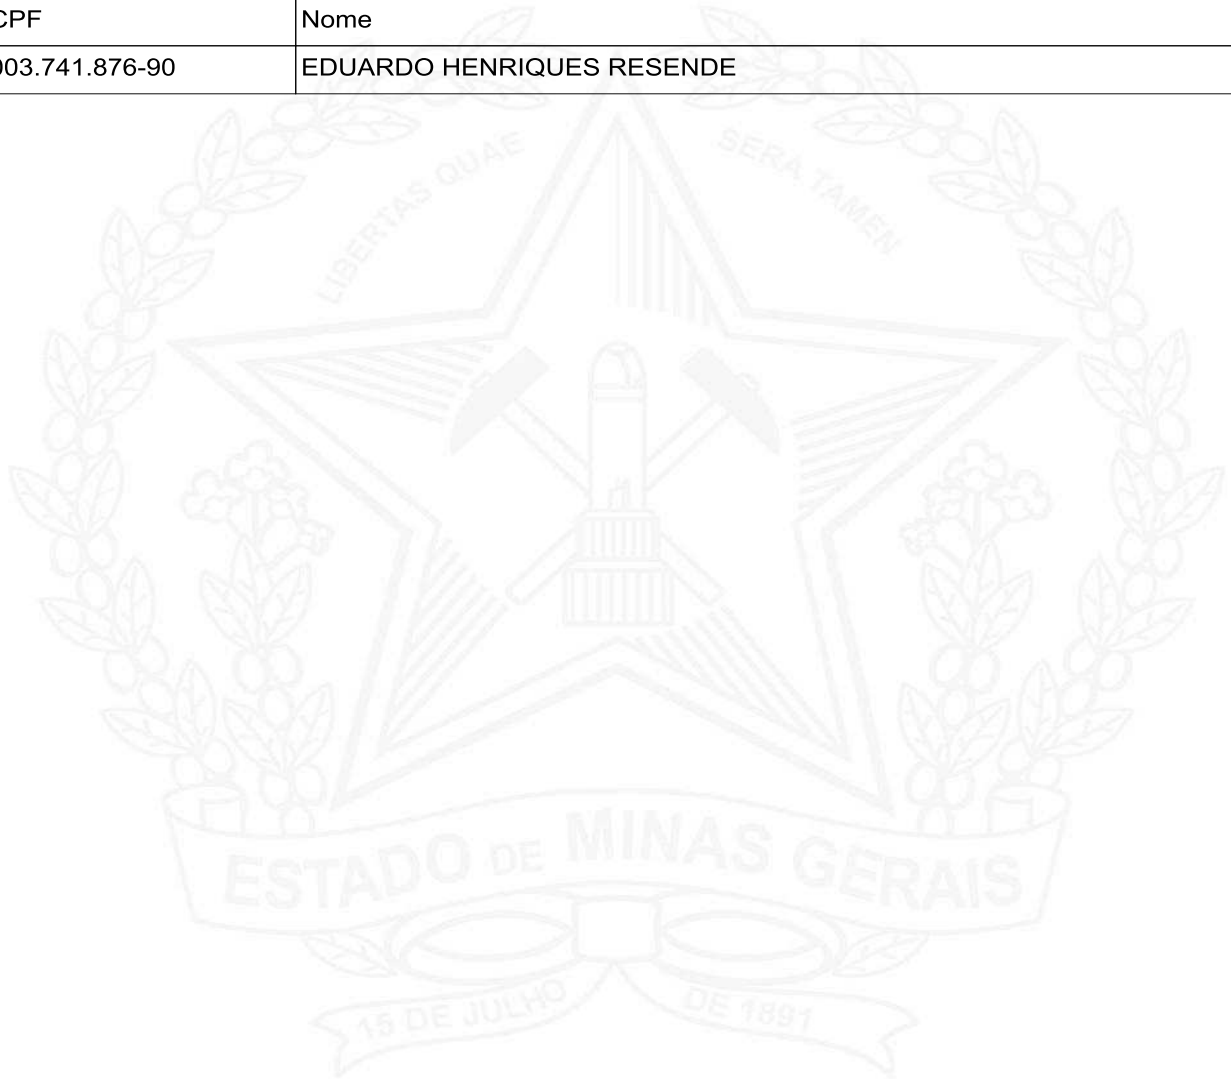 CPF Nome
003.741.876-90 EDUARDO HENRIQUES RESENDE
LIBERTAS QUAE SERA TAMEN
ESTADO DE MINAS GERAIS
15 DE JULHO DE 1891